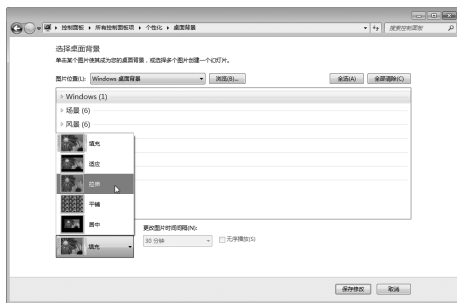 控制面板 ▸ 所有控制面板项 ▸ 个性化 ▸ 桌面背景
搜索控制面板
选择桌面背景
单击某个图片使其成为您的桌面背景，或选择多个图片创建一个幻灯片。
图片位置(L): Windows 桌面背景 浏览(B)... 全选(A) 全部清除(C)
Windows (1)
场景 (6)
风景 (6)
填充
适应
拉伸
平铺
居中
更改图片时间间隔(N):
填充 30 分钟 无序播放(S)
保存修改 取消